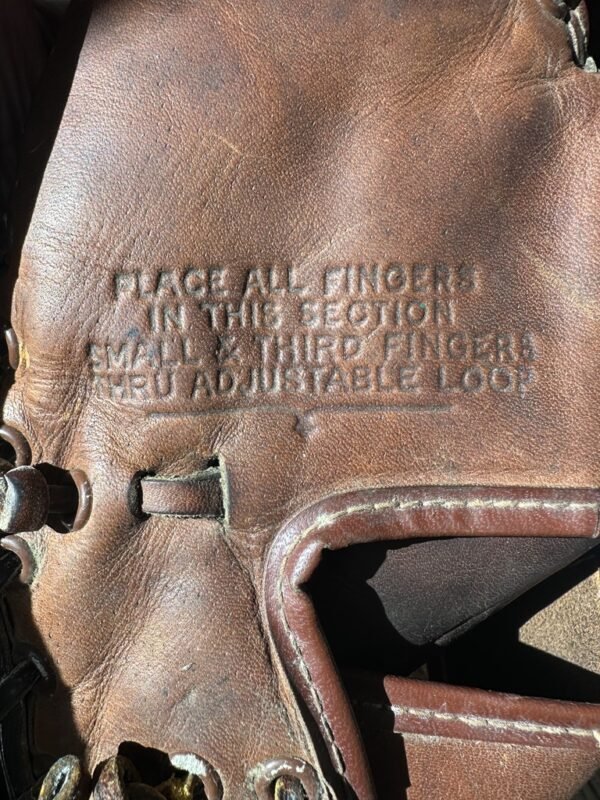 PLACE ALL FINGERS
IN THIS SECTION
SMALL & THIRD FINGERS
THRU ADJUSTABLE LOOP